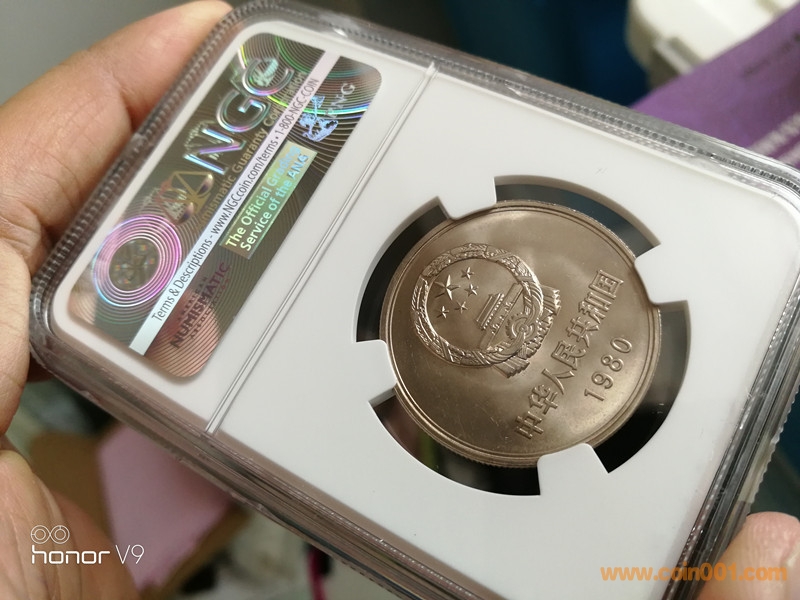 NGC
Numismatic Guaranty Corporation
Terms & Descriptions - www.NGCcoin.com/terms • 1-800-NGC-COIN
The Official Grading
Service of the ANA
PNG
NUMISMATIC
中华人民共和国
1980
honor V9
www.coin001.com